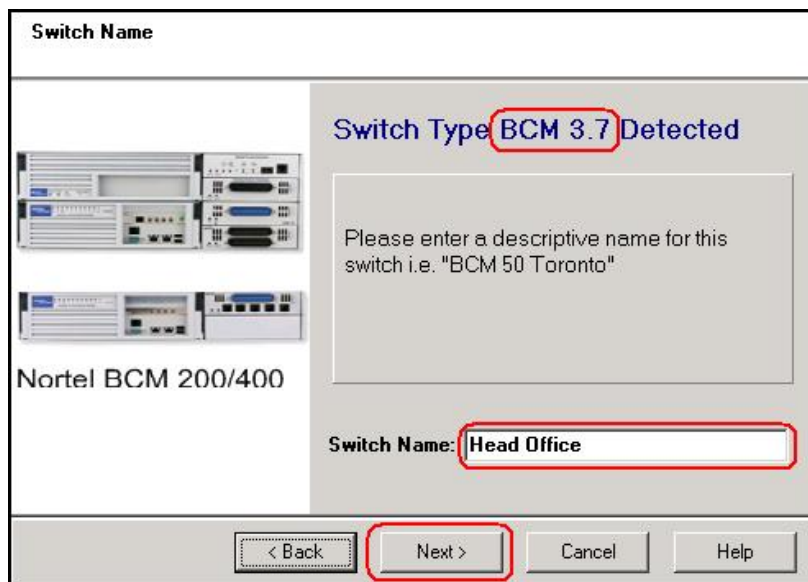 Switch Name
Switch Type BCM 3.7 Detected
Please enter a descriptive name for this
switch i.e. "BCM 50 Toronto"
Nortel BCM 200/400
Switch Name: Head Office
< Back
Next >
Cancel
Help